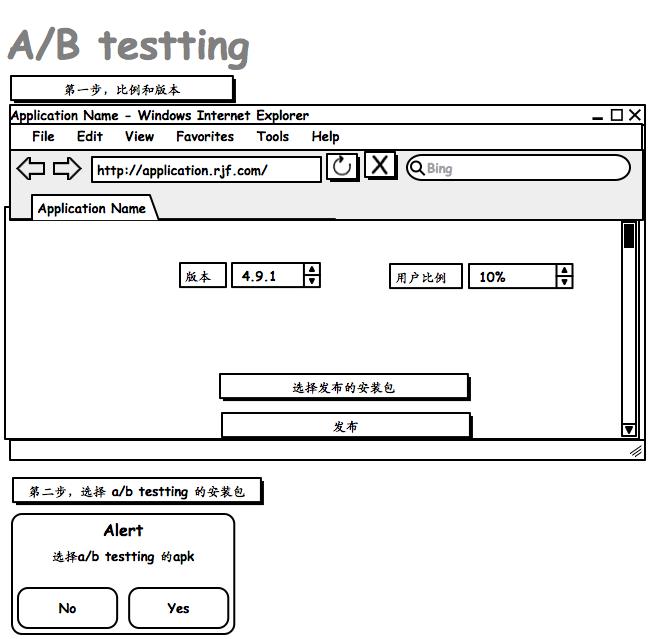 A/B testting
第一步，比例和版本
Application Name - Windows Internet Explorer
File Edit View Favorites Tools Help
http://application.rjf.com/
Bing
Application Name
版本 4.9.1 用户比例 10%
选择发布的安装包
发布
第二步，选择 a/b testting 的安装包
Alert
选择a/b testting 的apk
No Yes